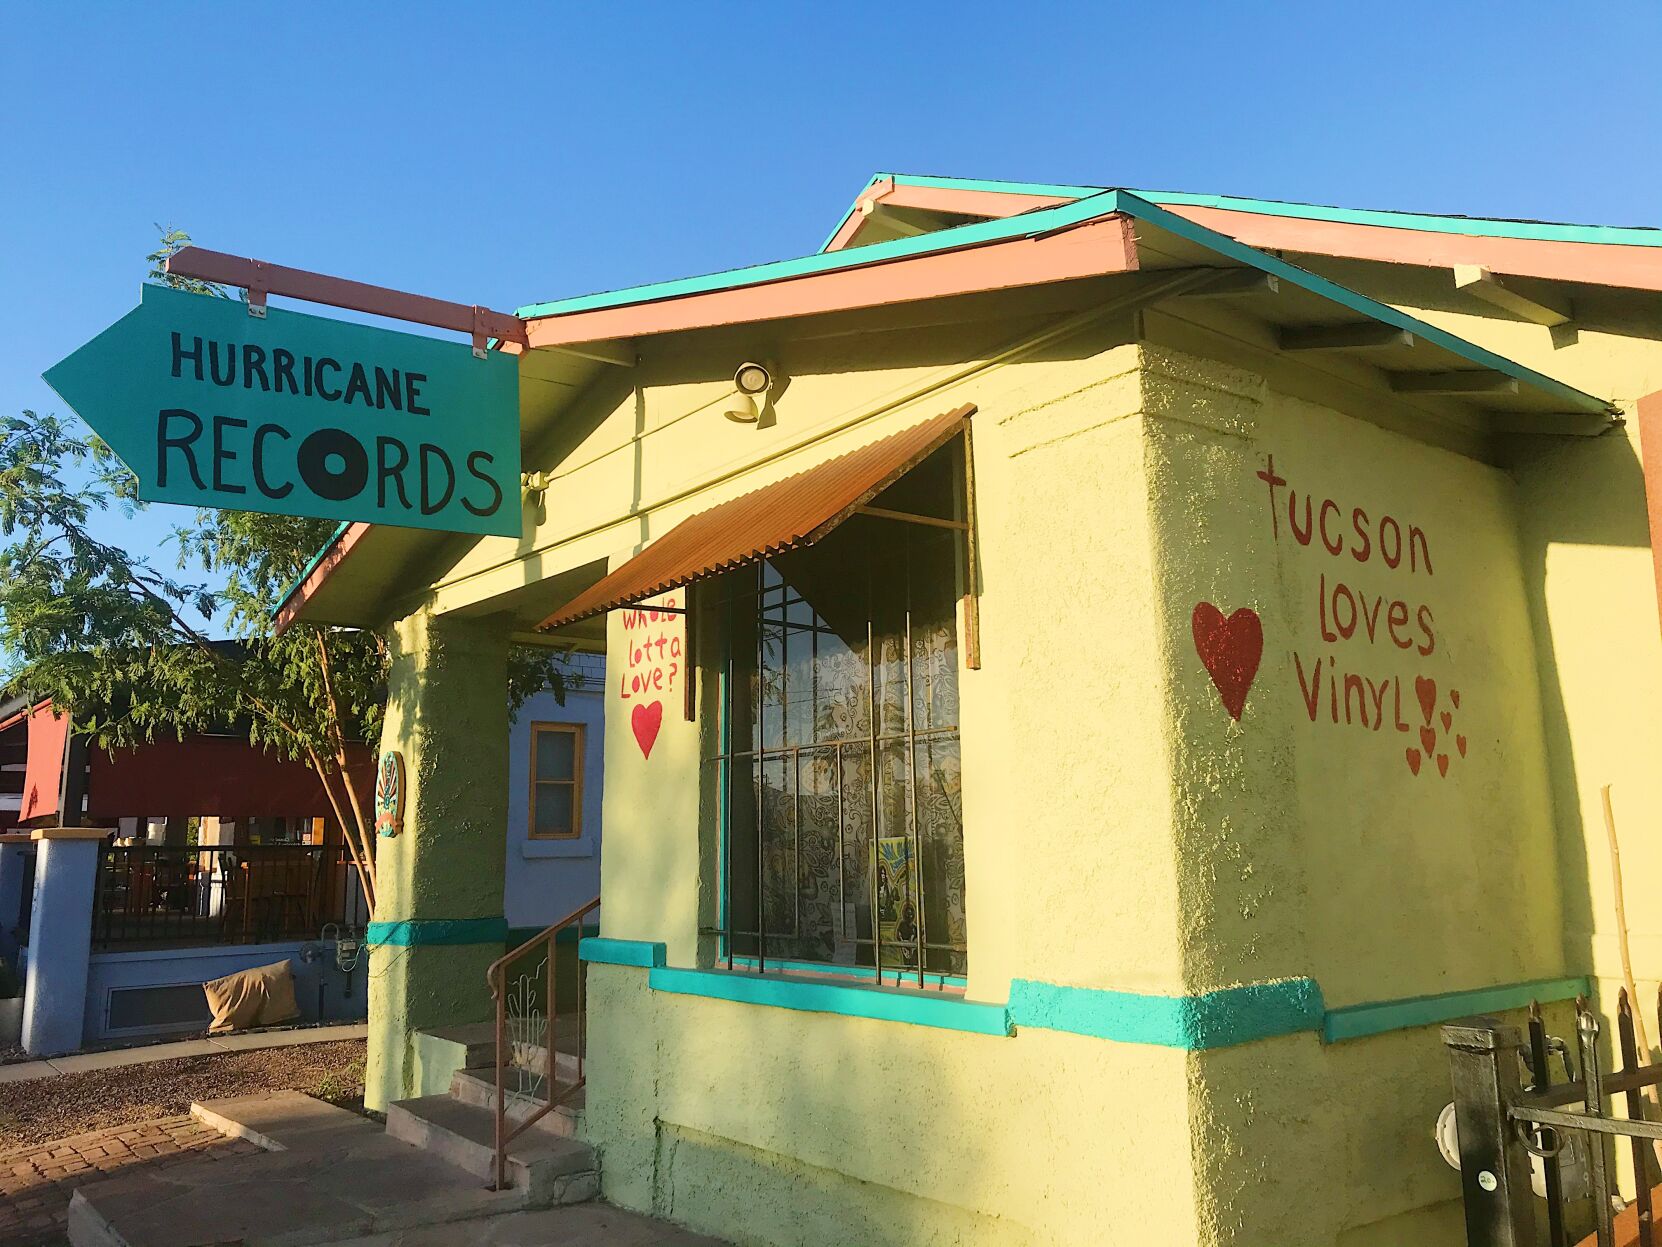 HURRICANE
RECORDS
Whole
Lotta
Love?
tucson
Loves
Vinyl